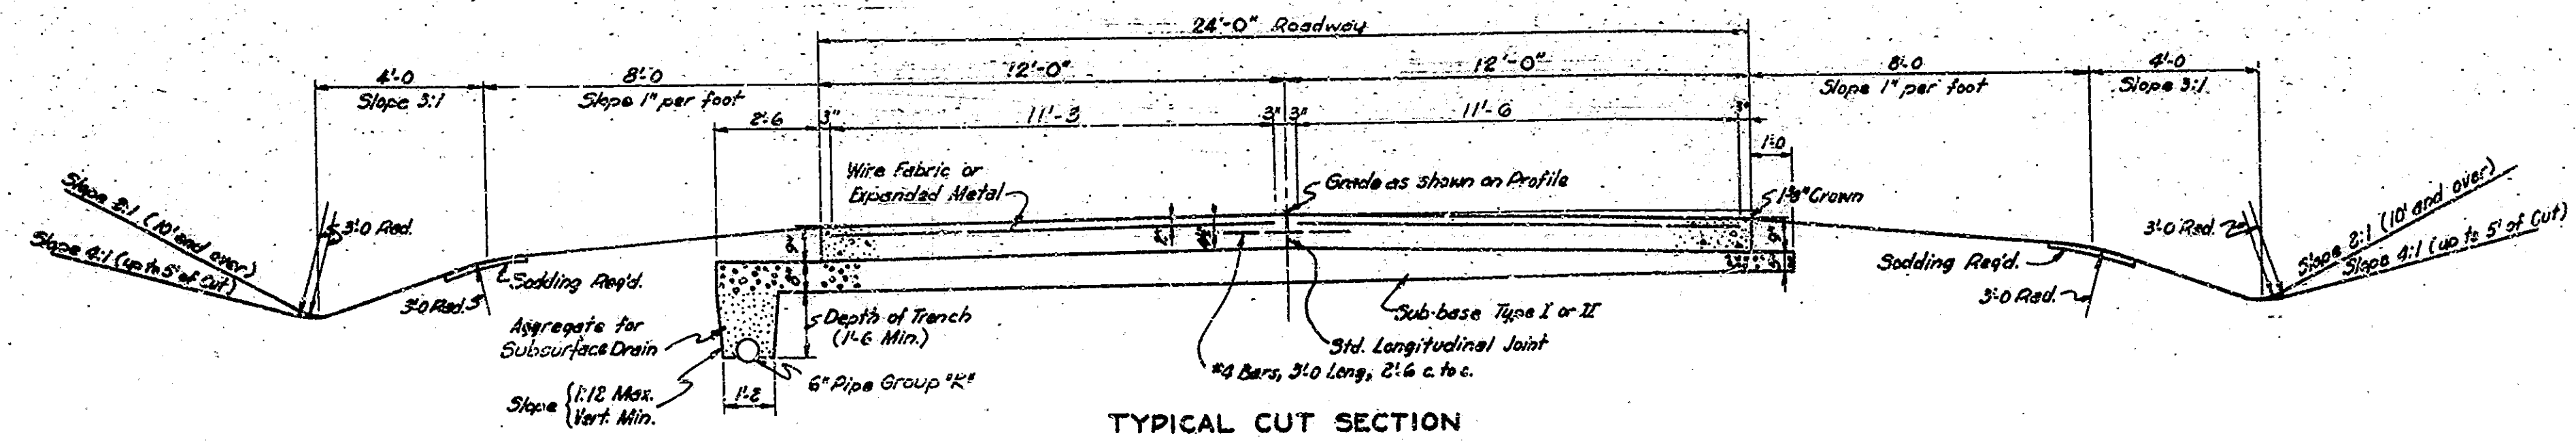 24'-0" Roadway
4'-0
8'-0
12'-0"
12'-0"
8'-0
4'-0
Slope 3:1
Slope 1" per foot
Slope 1" per foot
Slope 3:1
2'-6
3"
11'-3
3"
3"
11'-6
3"
1'-0
Wire Fabric or
Expanded Metal
Grade as shown on Profile
Crown
Slope 2:1 (10' and over)
Slope 4:1 (up to 5' of Cut)
3'-0 Rad.
3'-0 Rad.
Sodding Req'd.
9"
Sodding Req'd.
3'-0 Rad.
3'-0 Rad.
Slope 2:1 (10' and over)
Slope 4:1 (up to 5' of Cut)
9"
Aggregate for
Subsurface Drain
Depth of Trench
(1'-6 Min.)
Sub-base Type I or II
Std. Longitudinal Joint
#4 Bars, 3'-0 Long, 2'-6 c. to c.
6" Pipe Group "K"
Slope { 1:12 Max.
Vert. Min.
1'-2
TYPICAL CUT SECTION